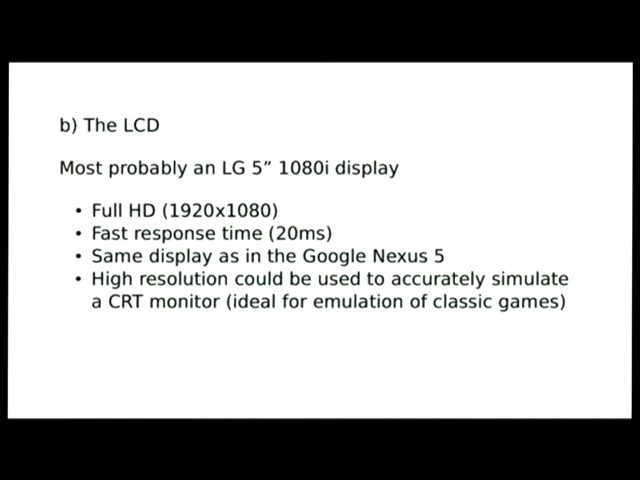 b) The LCD
Most probably an LG 5” 1080i display
• Full HD (1920x1080)
• Fast response time (20ms)
• Same display as in the Google Nexus 5
• High resolution could be used to accurately simulate
a CRT monitor (ideal for emulation of classic games)